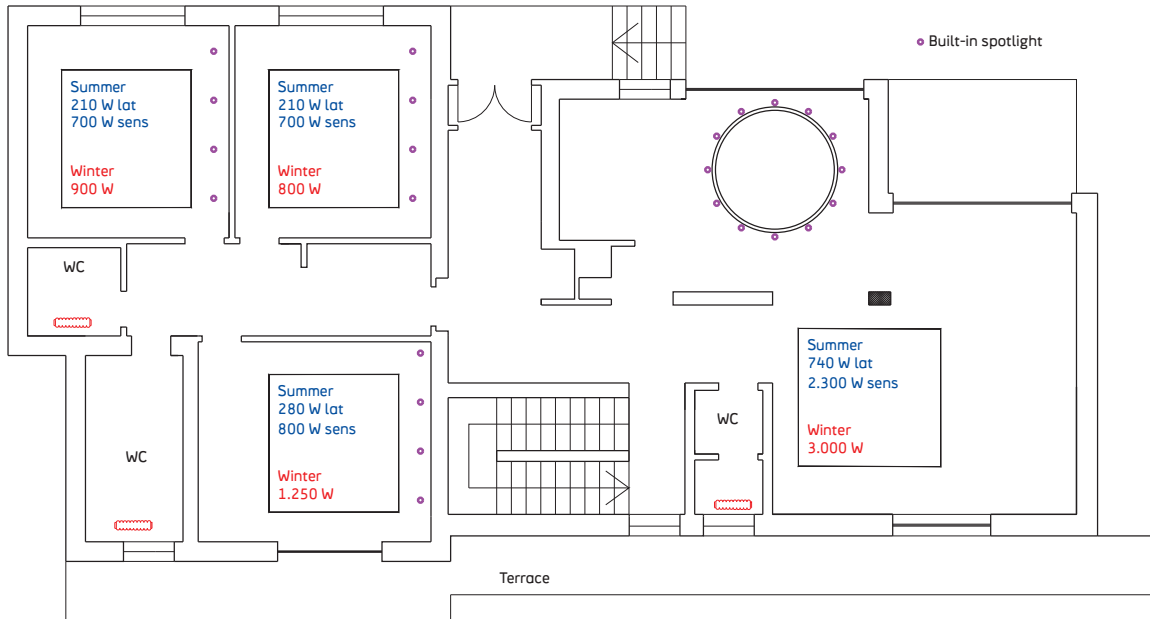 Built-in spotlight
Summer
210 W lat
700 W sens
Winter
900 W
Summer
210 W lat
700 W sens
Winter
800 W
WC
Summer
740 W lat
2.300 W sens
Winter
3.000 W
Summer
280 W lat
800 W sens
Winter
1.250 W
WC
WC
Terrace